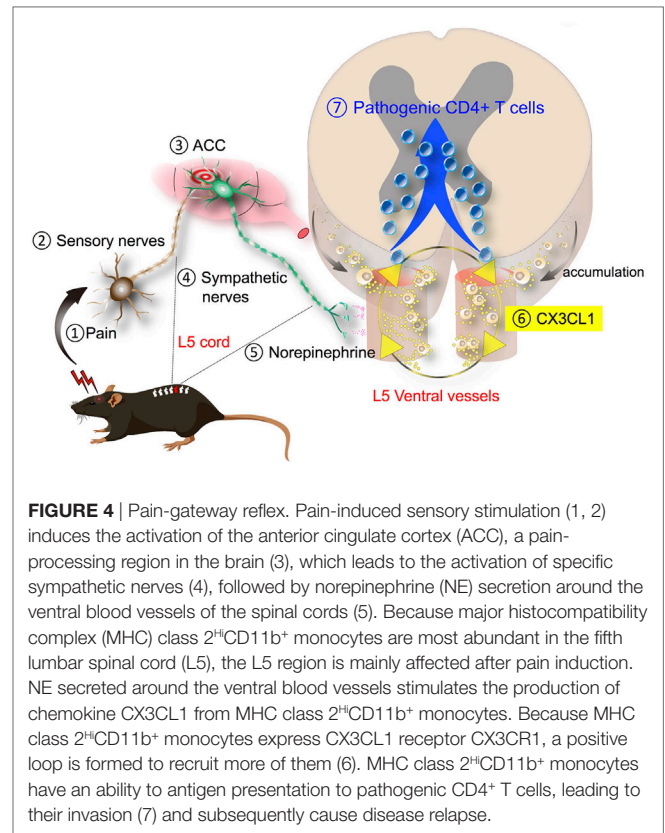 ⑦ Pathogenic CD4+ T cells
③ ACC
② Sensory nerves
④ Sympathetic
nerves
accumulation
①Pain
⑥ CX3CL1
L5 cord
⑤ Norepinephrine
L5 Ventral vessels
FIGURE 4 | Pain-gateway reflex. Pain-induced sensory stimulation (1, 2)
induces the activation of the anterior cingulate cortex (ACC), a pain-
processing region in the brain (3), which leads to the activation of specific
sympathetic nerves (4), followed by norepinephrine (NE) secretion around the
ventral blood vessels of the spinal cords (5). Because major histocompatibility
complex (MHC) class 2ᴴⁱCD11b⁺ monocytes are most abundant in the fifth
lumbar spinal cord (L5), the L5 region is mainly affected after pain induction.
NE secreted around the ventral blood vessels stimulates the production of
chemokine CX3CL1 from MHC class 2ᴴⁱCD11b⁺ monocytes. Because MHC
class 2ᴴⁱCD11b⁺ monocytes express CX3CL1 receptor CX3CR1, a positive
loop is formed to recruit more of them (6). MHC class 2ᴴⁱCD11b⁺ monocytes
have an ability to antigen presentation to pathogenic CD4+ T cells, leading to
their invasion (7) and subsequently cause disease relapse.